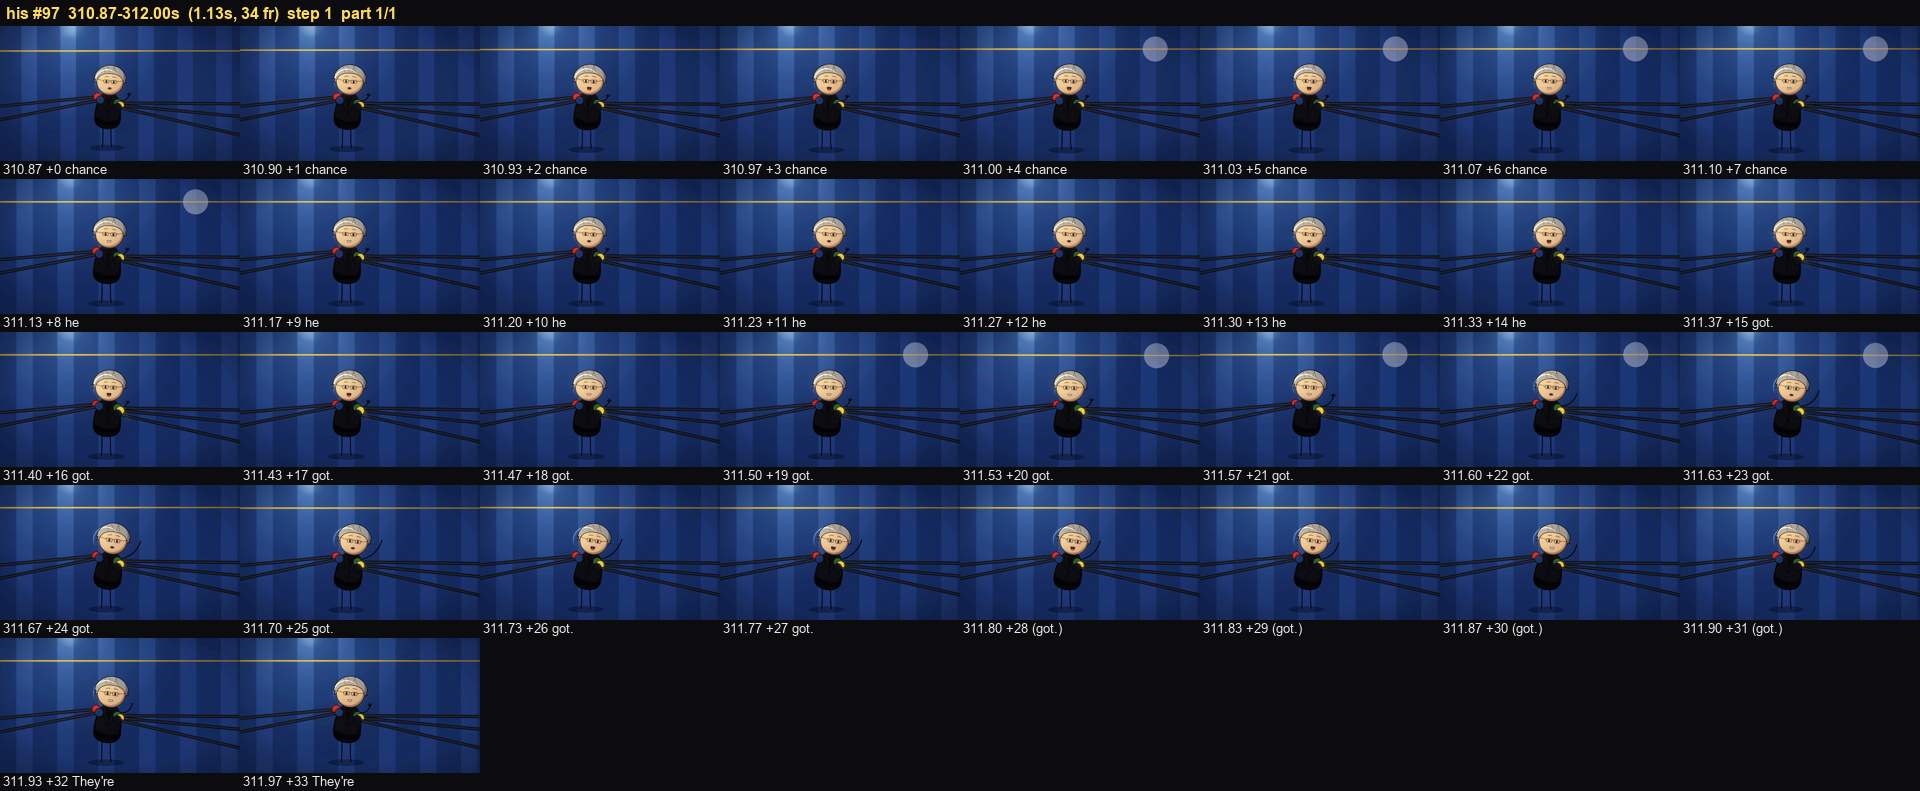 his #97 310.87-312.00s (1.13s, 34 fr) step 1 part 1/1
310.87 +0 chance
310.90 +1 chance
310.93 +2 chance
310.97 +3 chance
311.00 +4 chance
311.03 +5 chance
311.07 +6 chance
311.10 +7 chance
311.13 +8 he
311.17 +9 he
311.20 +10 he
311.23 +11 he
311.27 +12 he
311.30 +13 he
311.33 +14 he
311.37 +15 got.
311.40 +16 got.
311.43 +17 got.
311.47 +18 got.
311.50 +19 got.
311.53 +20 got.
311.57 +21 got.
311.60 +22 got.
311.63 +23 got.
311.67 +24 got.
311.70 +25 got.
311.73 +26 got.
311.77 +27 got.
311.80 +28 (got.)
311.83 +29 (got.)
311.87 +30 (got.)
311.90 +31 (got.)
311.93 +32 They're
311.97 +33 They're